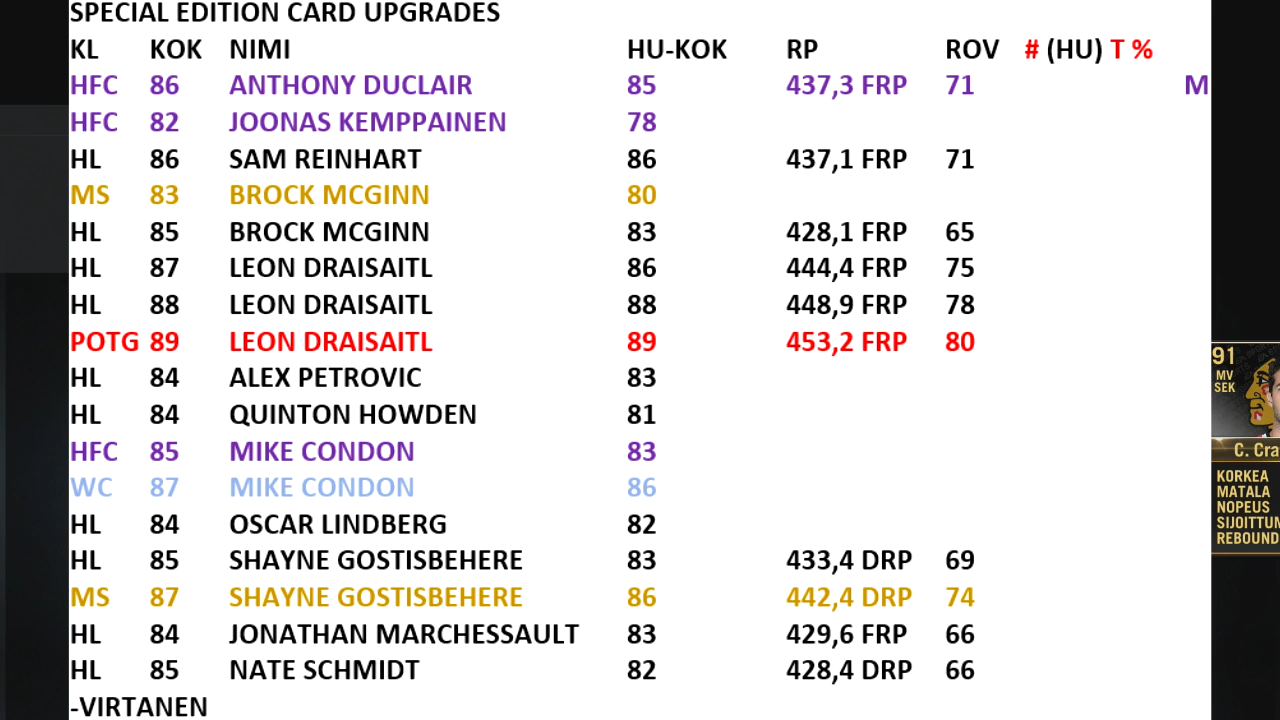 SPECIAL EDITION CARD UPGRADES
KL KOK NIMI HU-KOK RP ROV # (HU) T %
HFC 86 ANTHONY DUCLAIR 85 437,3 FRP 71 M
HFC 82 JOONAS KEMPPAINEN 78
HL 86 SAM REINHART 86 437,1 FRP 71
MS 83 BROCK MCGINN 80
HL 85 BROCK MCGINN 83 428,1 FRP 65
HL 87 LEON DRAISAITL 86 444,4 FRP 75
HL 88 LEON DRAISAITL 88 448,9 FRP 78
POTG 89 LEON DRAISAITL 89 453,2 FRP 80
HL 84 ALEX PETROVIC 83
HL 84 QUINTON HOWDEN 81
HFC 85 MIKE CONDON 83
WC 87 MIKE CONDON 86
HL 84 OSCAR LINDBERG 82
HL 85 SHAYNE GOSTISBEHERE 83 433,4 DRP 69
MS 87 SHAYNE GOSTISBEHERE 86 442,4 DRP 74
HL 84 JONATHAN MARCHESSAULT 83 429,6 FRP 66
HL 85 NATE SCHMIDT 82 428,4 DRP 66
-VIRTANEN
91
MV
SEK
C. Cra
KORKEA
MATALA
NOPEUS
SIJOITTUM
REBOUND